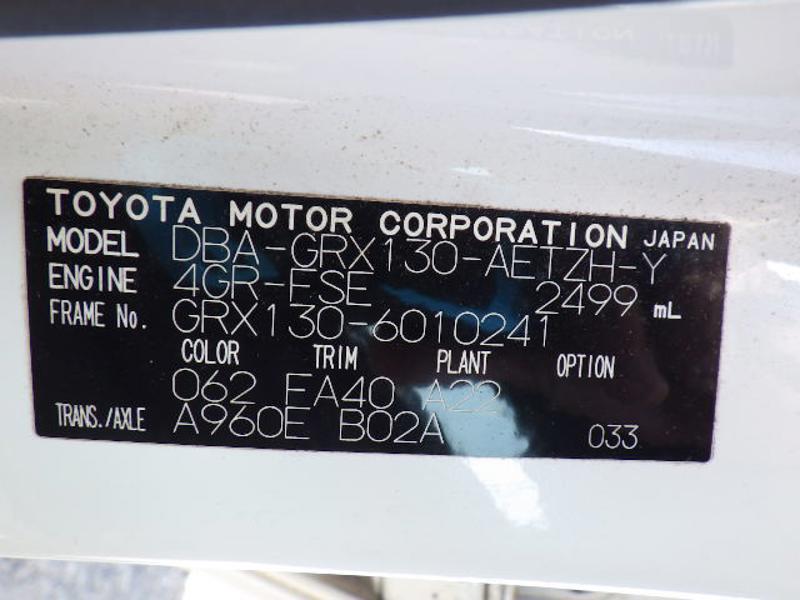 TOYOTA MOTOR CORPORATION JAPAN
MODEL DBA-GRX130-AETZH-Y
ENGINE 4GR-FSE 2499 mL
FRAME No. GRX130-6010241
COLOR TRIM PLANT OPTION
062 FA40 A22
TRANS./AXLE A960E B02A 033